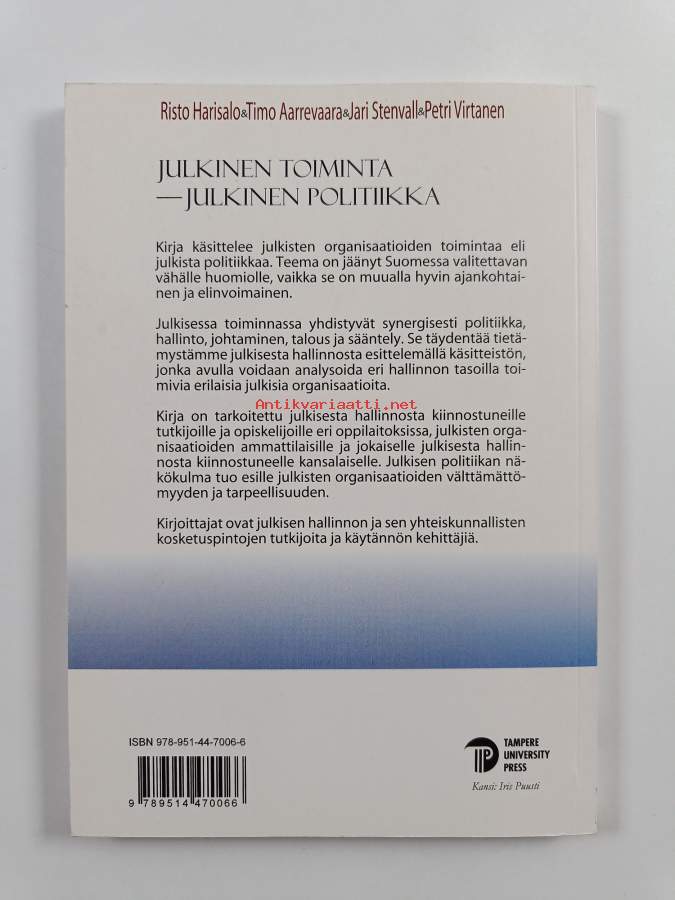 Risto Harisalo&Timo Aarrevaara&Jari Stenvall&Petri Virtanen
JULKINEN TOIMINTA
—JULKINEN POLITIIKKA
Kirja käsittelee julkisten organisaatioiden toimintaa eli
julkista politiikkaa. Teema on jäänyt Suomessa valitettavan
vähälle huomiolle, vaikka se on muualla hyvin ajankohtai-
nen ja elinvoimainen.
Julkisessa toiminnassa yhdistyvät synergisesti politiikka,
hallinto, johtaminen, talous ja sääntely. Se täydentää tietä-
mystämme julkisesta hallinnosta esittelemällä käsitteistön,
jonka avulla voidaan analysoida eri hallinnon tasoilla toi-
mivia erilaisia julkisia organisaatioita.
Antikvariaatti.net
Kirja on tarkoitettu julkisesta hallinnosta kiinnostuneille
tutkijoille ja opiskelijoille eri oppilaitoksissa, julkisten orga-
nisaatioiden ammattilaisille ja jokaiselle julkisesta hallin-
nosta kiinnostuneelle kansalaiselle. Julkisen politiikan nä-
kökulma tuo esille julkisten organisaatioiden välttämättö-
myyden ja tarpeellisuuden.
Kirjoittajat ovat julkisen hallinnon ja sen yhteiskunnallisten
kosketuspintojen tutkijoita ja käytännön kehittäjiä.
ISBN 978-951-44-7006-6
9 789514 470066
TAMPERE
UNIVERSITY
PRESS
Kansi: Iris Puusti